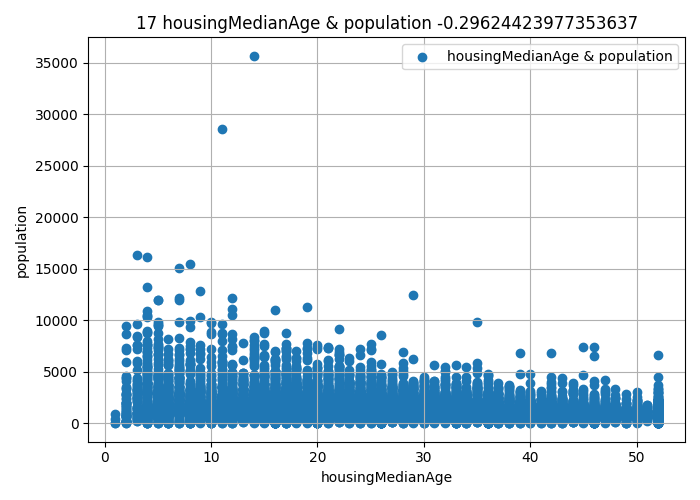 17 housingMedianAge & population -0.29624423977353637
housingMedianAge & population
35000
30000
25000
20000
15000
10000
5000
0
population
0 10 20 30 40 50
housingMedianAge